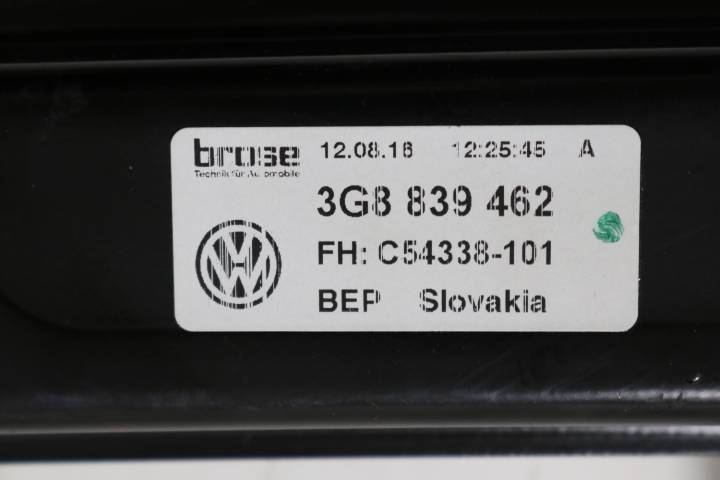 brose 12.08.16 12:25:45 A
Technik für Automobile
3G8 839 462
FH: C54338-101
BEP Slovakia